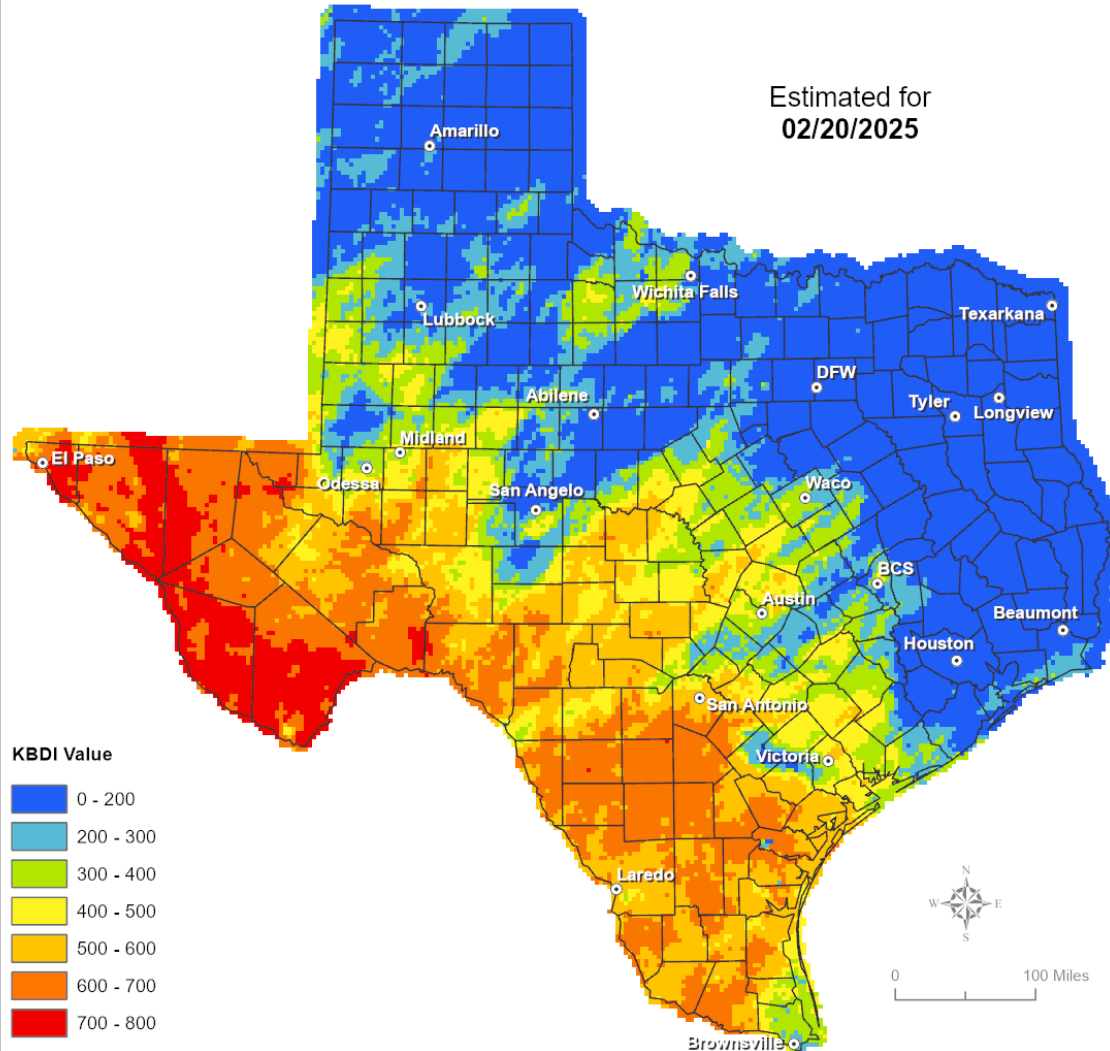 Estimated for
02/20/2025
Amarillo
Wichita Falls
Lubbock
Texarkana
DFW
Abilene
Tyler
Longview
Midland
El Paso
Odessa
San Angelo
Waco
BCS
Austin
Beaumont
Houston
San Antonio
Victoria
KBDI Value
0 - 200
200 - 300
300 - 400
400 - 500
500 - 600
600 - 700
700 - 800
Laredo
N
W E
S
0 100 Miles
Brownsville